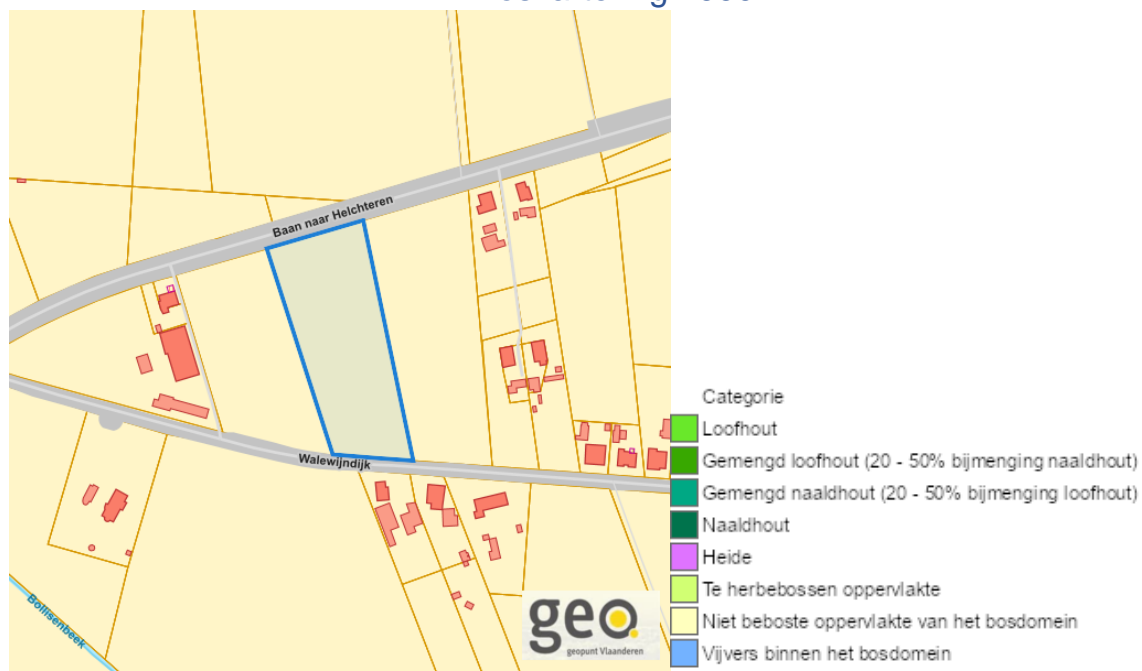 Baan naar Helchteren
Walewijndijk
Bollisenbeek
geo
geopunt Vlaanderen
Categorie
Loofhout
Gemengd loofhout (20 - 50% bijmenging naaldhout)
Gemengd naaldhout (20 - 50% bijmenging loofhout)
Naaldhout
Heide
Te herbebossen oppervlakte
Niet beboste oppervlakte van het bosdomein
Vijvers binnen het bosdomein